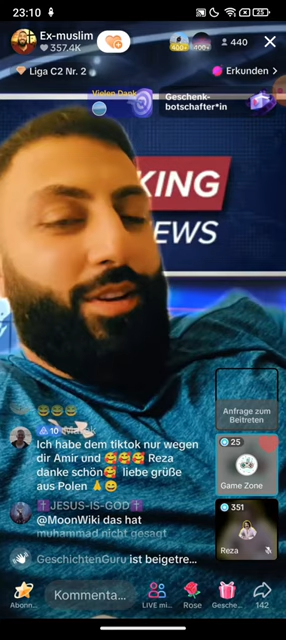 23:10
25
Ex-muslim
357.4K
440
Liga C2 Nr. 2
Erkunden >
Vielen Dank
Geschenk-
botschafter*in
KING
EWS
10
Ich habe dem tiktok nur wegen
dir Amir und 🥰🥰🥰 Reza
danke schön🥰 liebe grüße
aus Polen 🙏😀
Anfrage zum
Beitreten
25
Game Zone
✝️JESUS-IS-GOD✝️
@MoonWiki das hat
muhammad nicht gesagt
351
Reza
GeschichtenGuru ist beigetre...
Abonn...
Kommenta...
LIVE mi...
Rose
Gesche...
142